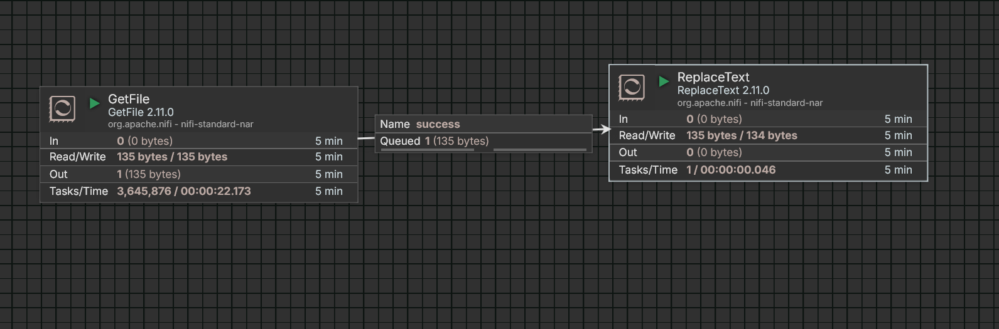 GetFile
GetFile 2.11.0
org.apache.nifi - nifi-standard-nar
In 0 (0 bytes) 5 min
Read/Write 135 bytes / 135 bytes 5 min
Out 1 (135 bytes) 5 min
Tasks/Time 3,645,876 / 00:00:22.173 5 min
Name success
Queued 1 (135 bytes)
ReplaceText
ReplaceText 2.11.0
org.apache.nifi - nifi-standard-nar
In 0 (0 bytes) 5 min
Read/Write 135 bytes / 134 bytes 5 min
Out 0 (0 bytes) 5 min
Tasks/Time 1 / 00:00:00.046 5 min